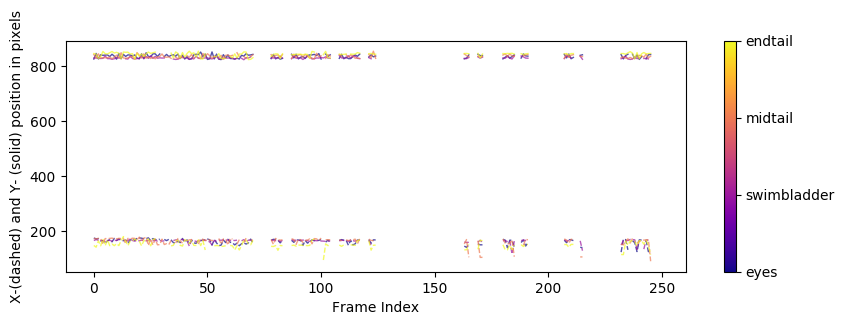 X-(dashed) and Y- (solid) position in pixels
800
600
400
200
0
50
100
150
200
250
Frame Index
endtail
midtail
swimbladder
eyes